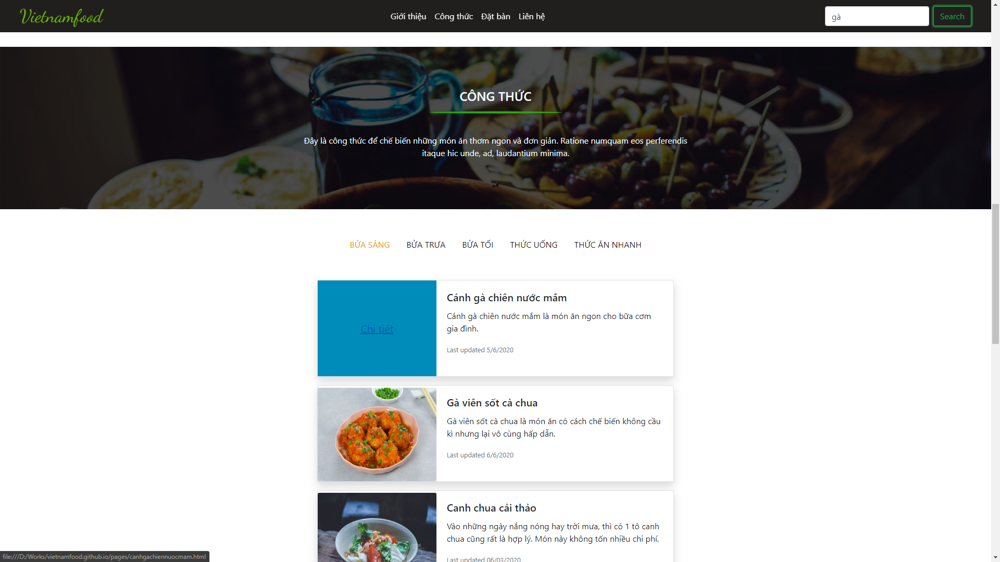 Vietnamfood
Giới thiệu Công thức Đặt bàn Liên hệ
gà
Search
CÔNG THỨC
Đây là công thức để chế biến những món ăn thơm ngon và đơn giản. Ratione numquam eos perferendis
itaque hic unde, ad, laudantium minima.
BỬA SÁNG BỬA TRƯA BỬA TỐI THỨC UỐNG THỨC ĂN NHANH
Chi tiết
Cánh gà chiên nước mắm
Cánh gà chiên nước mắm là món ăn ngon cho bữa cơm
gia đình.
Last updated 5/6/2020
Gà viên sốt cà chua
Gà viên sốt cà chua là món ăn có cách chế biến không cầu
kì nhưng lại vô cùng hấp dẫn.
Last updated 6/6/2020
Canh chua cải thảo
Vào những ngày nắng nóng hay trời mưa, thì có 1 tô canh
chua cũng rất là hợp lý. Món này không tốn nhiều chi phí.
Last updated 06/03/2020
file:///D:/Works/vietnamfood.github.io/pages/canhgachiennuocmam.html